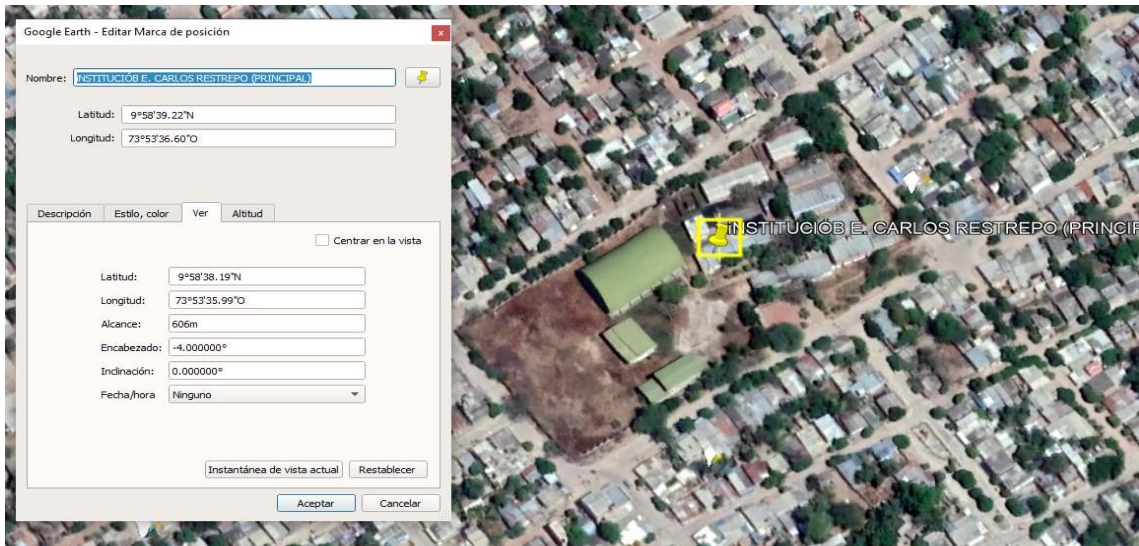 Google Earth - Editar Marca de posición
x
Nombre: INSTITUCIÓB E. CARLOS RESTREPO (PRINCIPAL)
Latitud: 9°58'39.22"N
Longitud: 73°53'36.60"O
Descripción Estilo, color Ver Altitud
Centrar en la vista
Latitud: 9°58'38.19"N
Longitud: 73°53'35.99"O
Alcance: 606m
Encabezado: -4.000000°
Inclinación: 0.000000°
Fecha/hora Ninguno
Instantánea de vista actual Restablecer
Aceptar Cancelar
INSTITUCIÓB E. CARLOS RESTREPO (PRINCIP